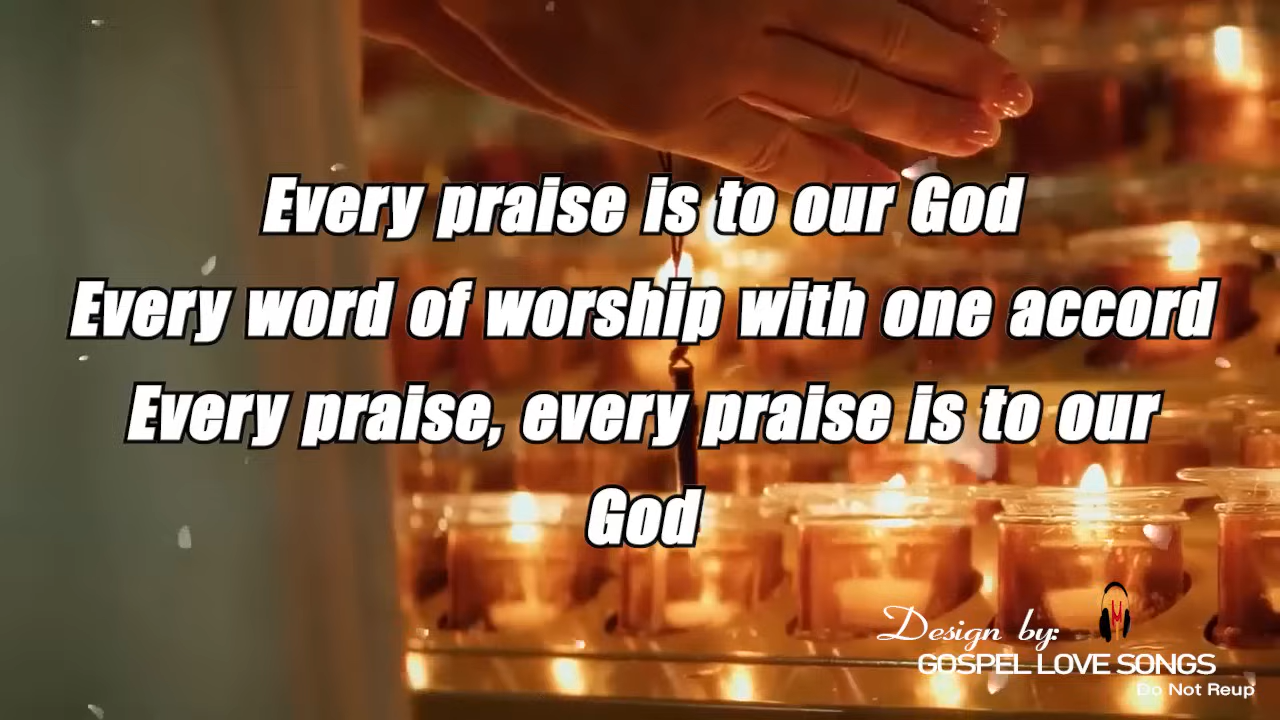 Every praise is to our God
Every word of worship with one accord
Every praise, every praise is to our
God
Design by:
GOSPEL LOVE SONGS
Do Not Reup